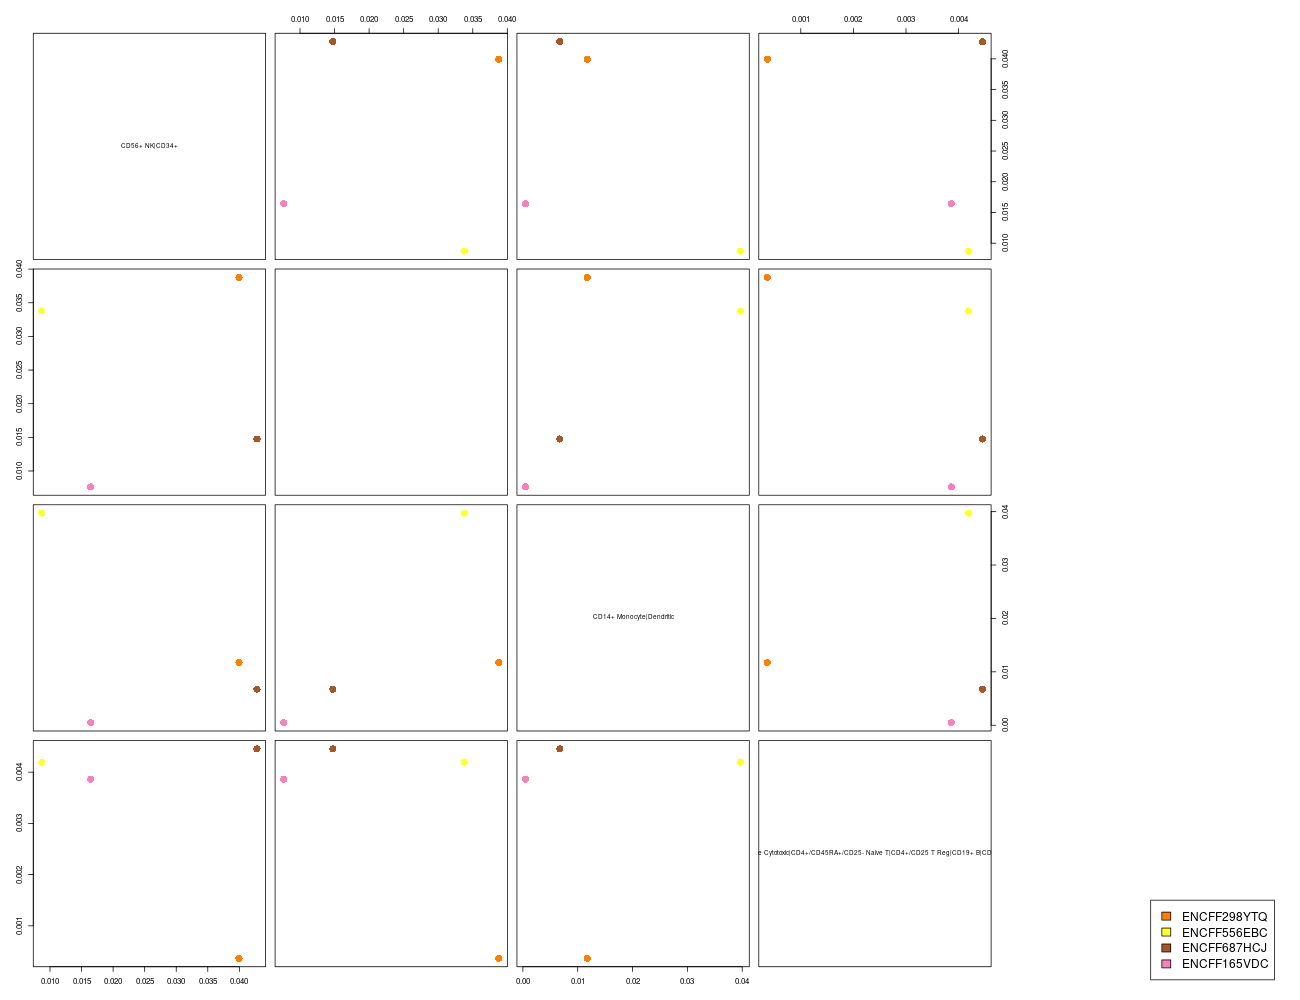 0.010 0.015 0.020 0.025 0.030 0.035 0.040
0.001 0.002 0.003 0.004
CD56+ NK|CD34+
0.010 0.015 0.020 0.025 0.030 0.035 0.040
0.010 0.015 0.020 0.025 0.030 0.035 0.040
CD14+ Monocyte|Dendritic
0.00 0.01 0.02 0.03 0.04
e Cytotoxic|CD4+/CD45RA+/CD25- Naive T|CD4+/CD25 T Reg|CD19+ B|CD
0.001 0.002 0.003 0.004
0.010 0.015 0.020 0.025 0.030 0.035 0.040
0.00 0.01 0.02 0.03 0.04
ENCFF298YTQ
ENCFF556EBC
ENCFF687HCJ
ENCFF165VDC